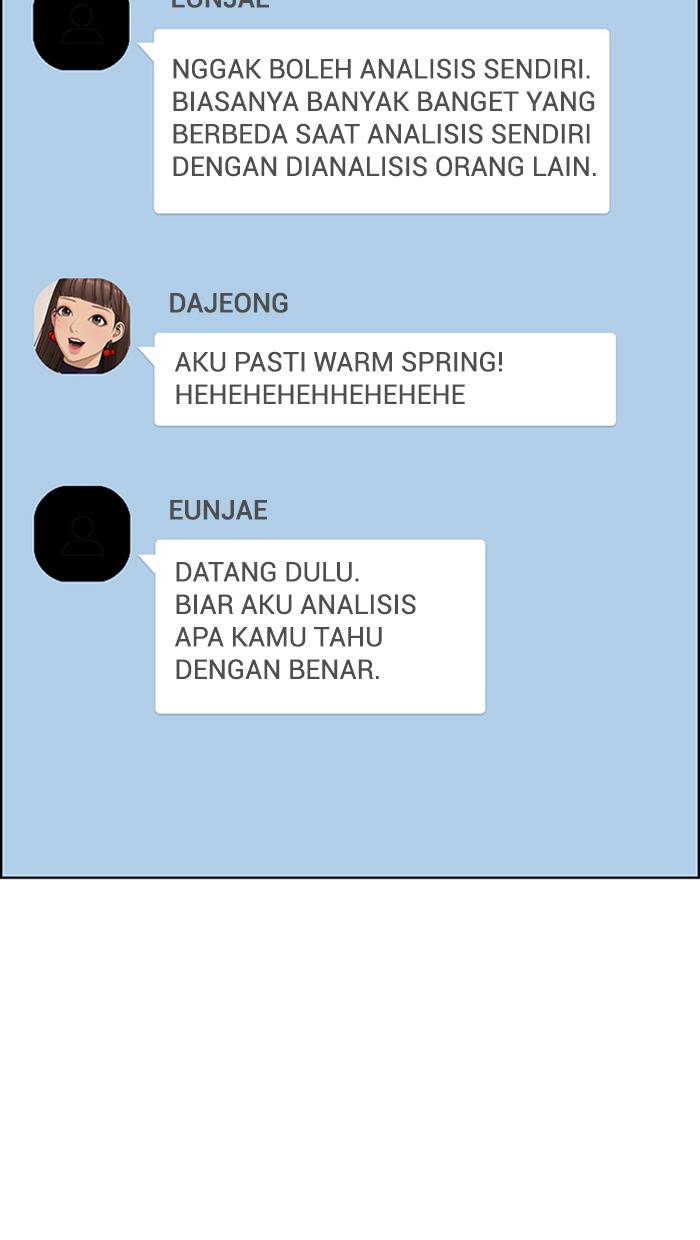 EUNJAE
NGGAK BOLEH ANALISIS SENDIRI.
BIASANYA BANYAK BANGET YANG
BERBEDA SAAT ANALISIS SENDIRI
DENGAN DIANALISIS ORANG LAIN.
DAJEONG
AKU PASTI WARM SPRING!
HEHEHEHEHHEHEHEHE
EUNJAE
DATANG DULU.
BIAR AKU ANALISIS
APA KAMU TAHU
DENGAN BENAR.